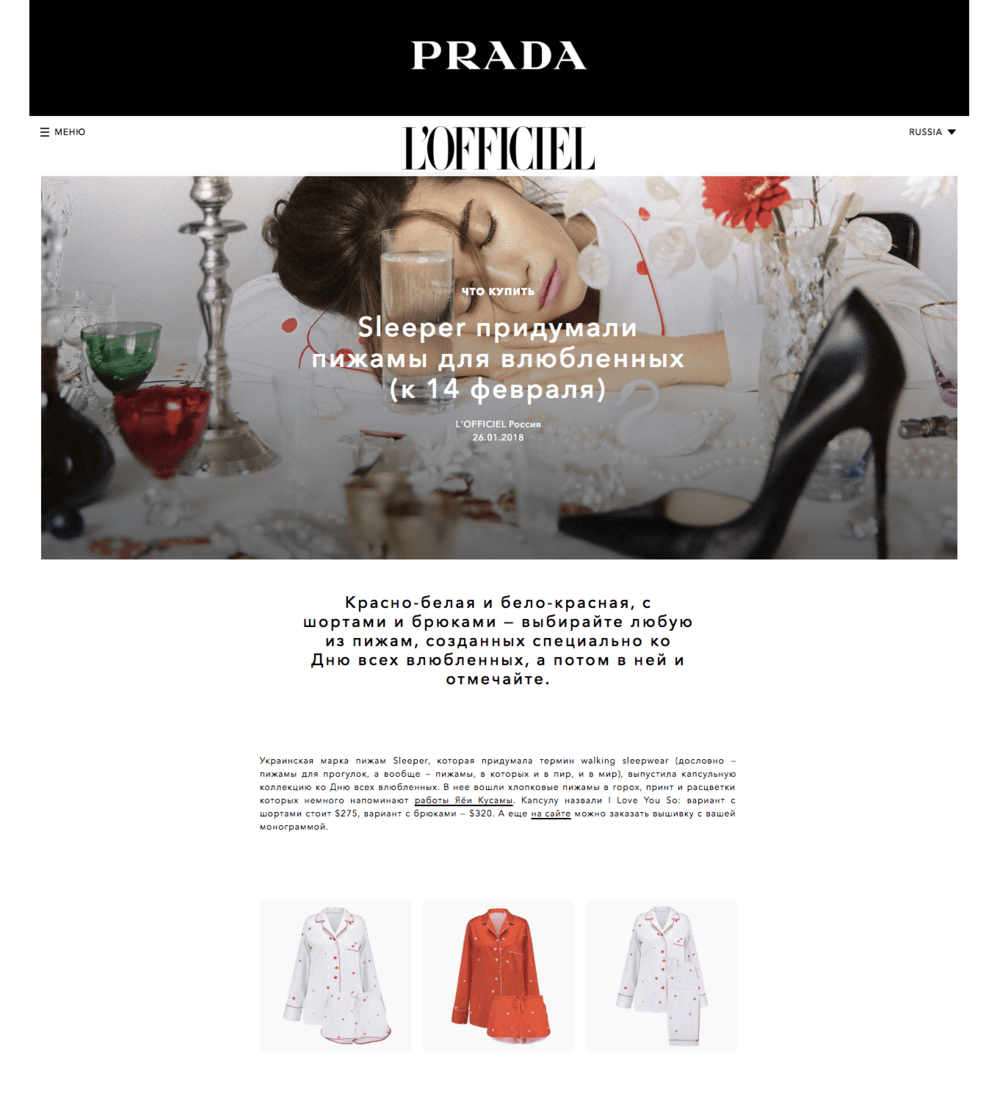 PRADA
МЕНЮ
L'OFFICIEL
RUSSIA
ЧТО КУПИТЬ
Sleeper придумали
пижамы для влюбленных
(к 14 февраля)
L'OFFICIEL Россия
26.01.2018
Красно-белая и бело-красная, с
шортами и брюками – выбирайте любую
из пижам, созданных специально ко
Дню всех влюбленных, а потом в ней и
отмечайте.
Украинская марка пижам Sleeper, которая придумала термин walking sleepwear (дословно –
пижамы для прогулок, а вообще – пижамы, в которых и в пир, и в мир), выпустила капсульную
коллекцию ко Дню всех влюбленных. В нее вошли хлопковые пижамы в горох, принт и расцветки
которых немного напоминают работы Яёи Кусамы. Капсулу назвали I Love You So: вариант с
шортами стоит $275, вариант с брюками – $320. А еще на сайте можно заказать вышивку с вашей
монограммой.